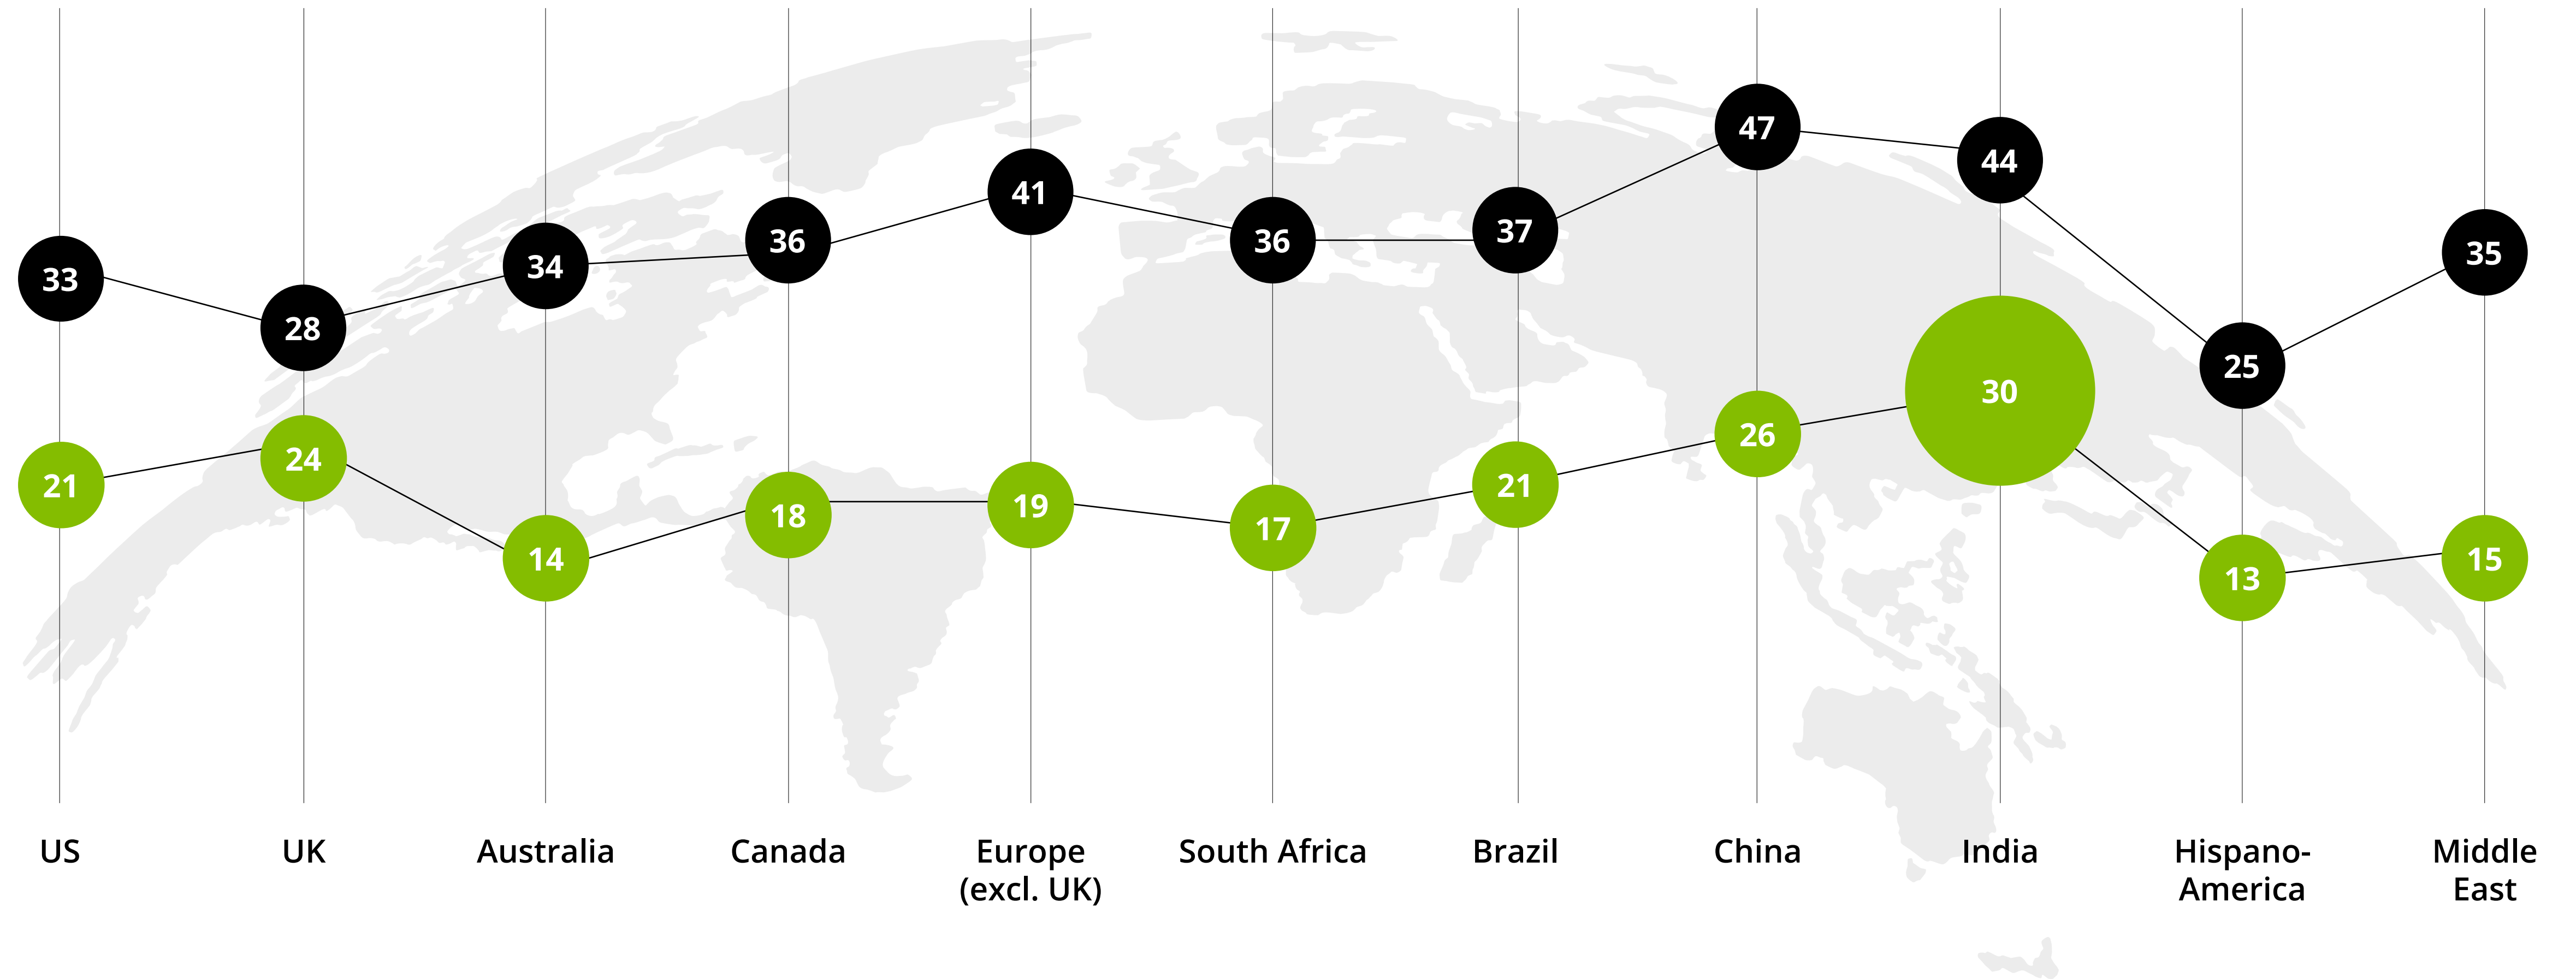 33
28
34
36
41
36
37
47
44
25
35
21
24
14
18
19
17
21
26
30
13
15
US
UK
Australia
Canada
Europe
(excl. UK)
South Africa
Brazil
China
India
Hispano-
America
Middle
East